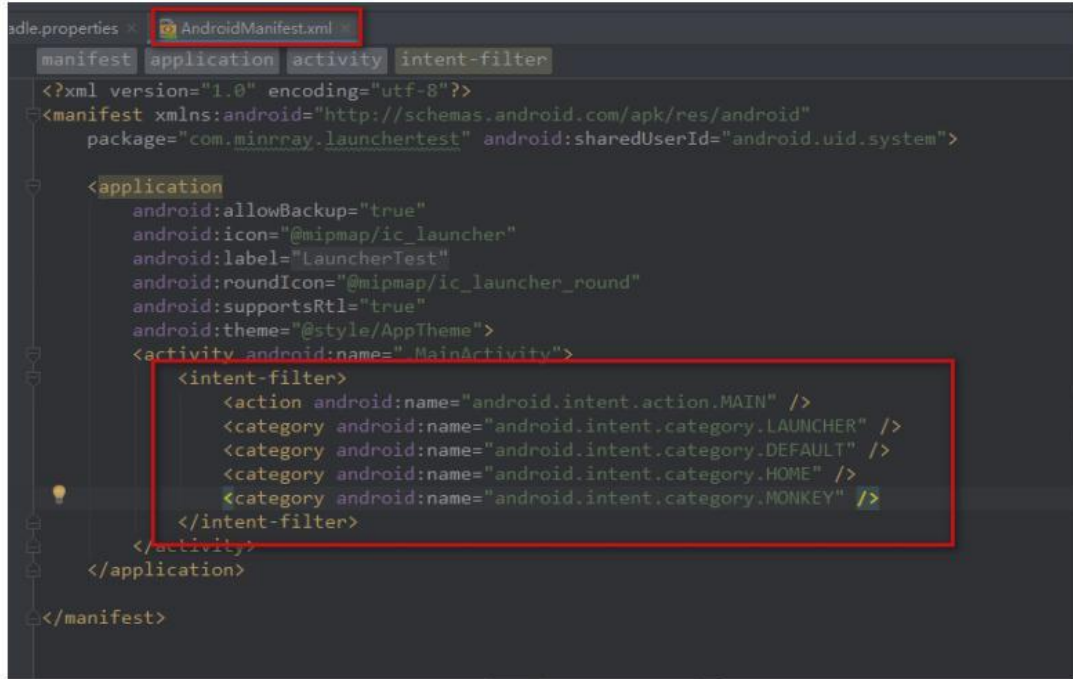 adle.properties AndroidManifest.xml
manifest application activity intent-filter
<?xml version="1.0" encoding="utf-8"?>
<manifest xmlns:android="http://schemas.android.com/apk/res/android"
package="com.minrray.launchertest" android:sharedUserId="android.uid.system">
<application
android:allowBackup="true"
android:icon="@mipmap/ic_launcher"
android:label="LauncherTest"
android:roundIcon="@mipmap/ic_launcher_round"
android:supportsRtl="true"
android:theme="@style/AppTheme">
<activity android:name=".MainActivity">
<intent-filter>
<action android:name="android.intent.action.MAIN" />
<category android:name="android.intent.category.LAUNCHER" />
<category android:name="android.intent.category.DEFAULT" />
<category android:name="android.intent.category.HOME" />
<category android:name="android.intent.category.MONKEY" />
</intent-filter>
</activity>
</application>
</manifest>